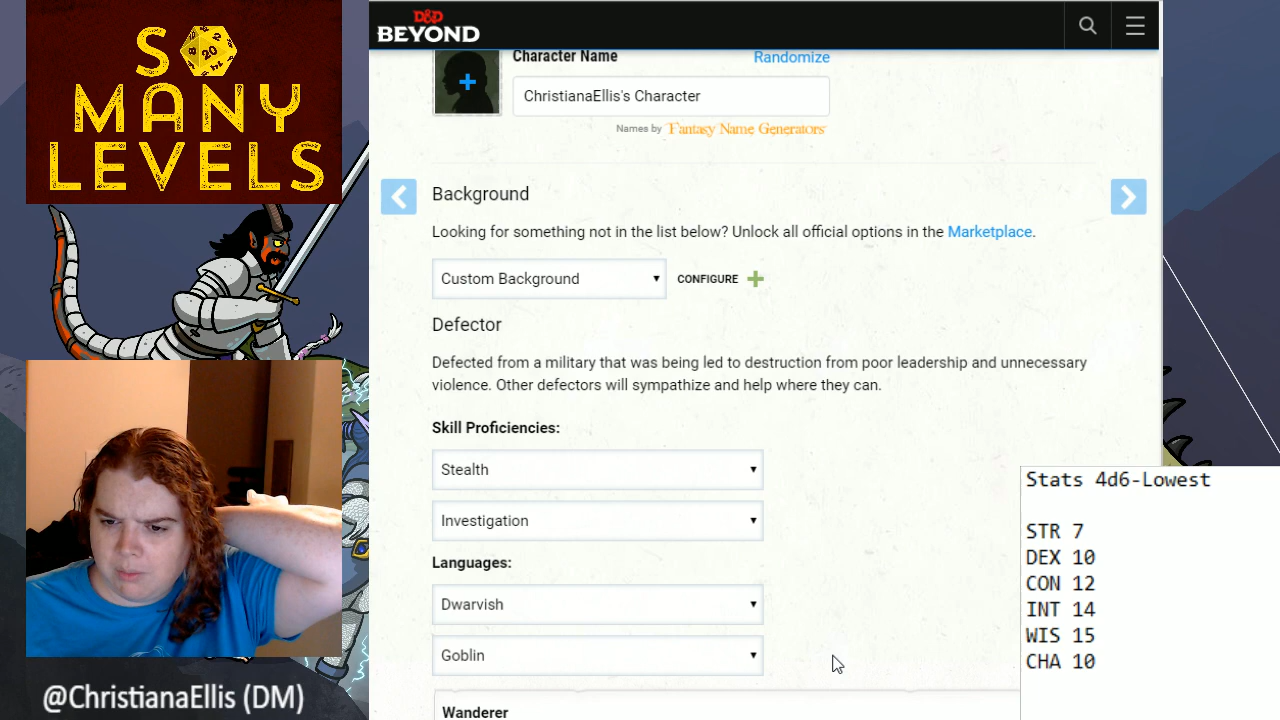 S 20 
MANY
LEVELS
@ChristianaEllis (DM)
D&D
BEYOND
Character Name
Randomize
ChristianaEllis's Character
Names by Fantasy Name Generators
Background
Looking for something not in the list below? Unlock all official options in the Marketplace.
Custom Background
CONFIGURE
Defector
Defected from a military that was being led to destruction from poor leadership and unnecessary
violence. Other defectors will sympathize and help where they can.
Skill Proficiencies:
Stealth
Investigation
Languages:
Dwarvish
Goblin
Wanderer
Stats 4d6-Lowest
STR 7
DEX 10
CON 12
INT 14
WIS 15
CHA 10